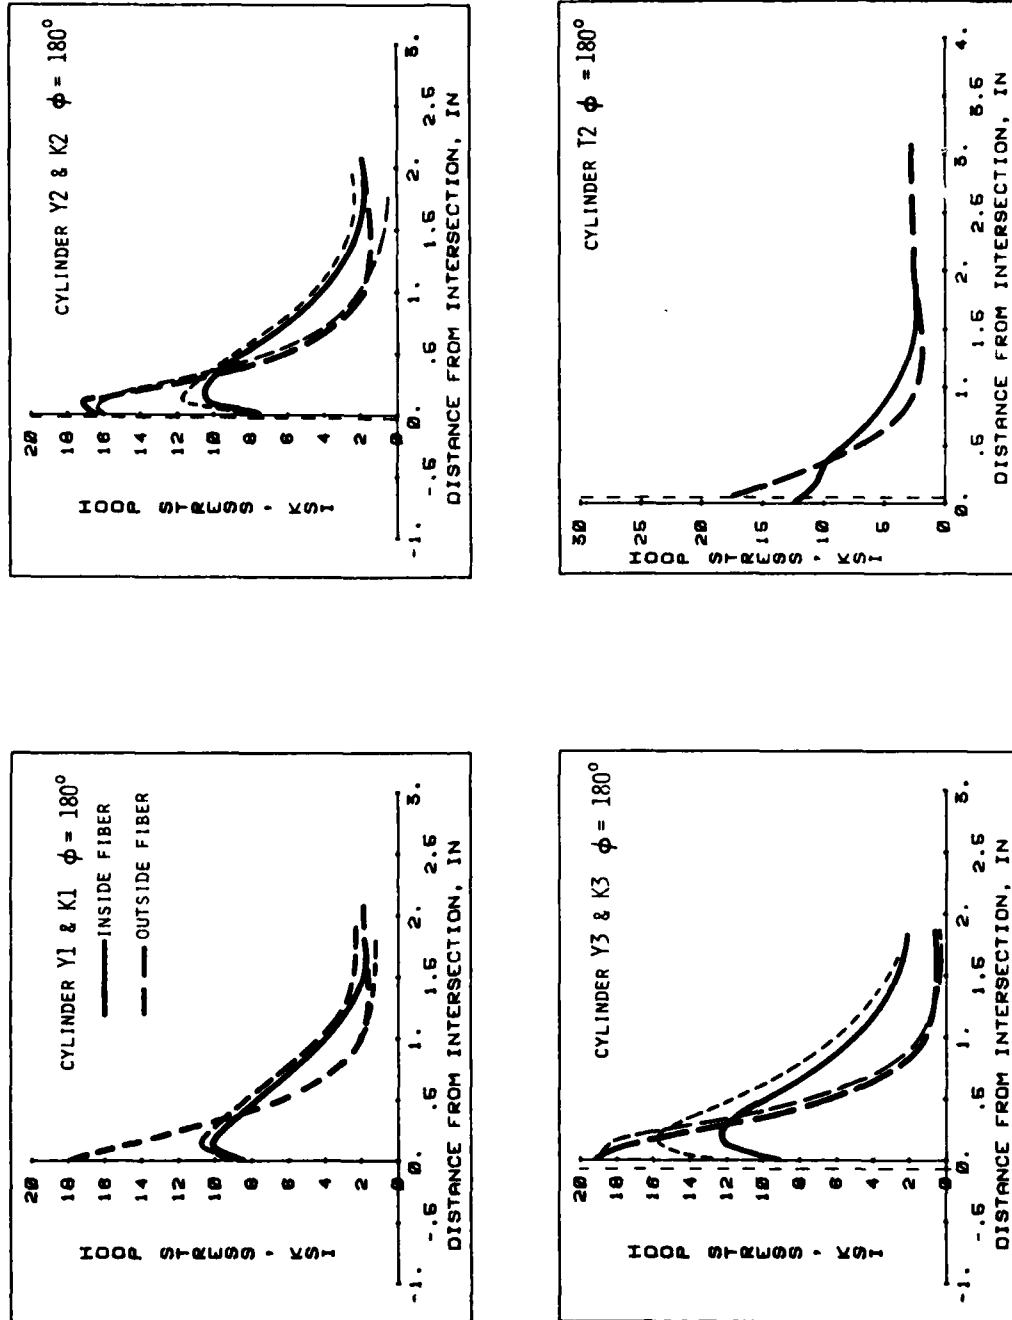 CYLINDER Y1 & K1 ϕ = 180°
INSIDE FIBER
OUTSIDE FIBER
HOOP STRESS, KSI
20
18
16
14
12
10
8
6
4
2
0
-1. -.5 0. .5 1. 1.5 2. 2.5 3.
DISTANCE FROM INTERSECTION, IN
CYLINDER Y2 & K2 ϕ = 180°
HOOP STRESS, KSI
20
18
16
14
12
10
8
6
4
2
0
-1. -.5 0. .5 1. 1.5 2. 2.5 3.
DISTANCE FROM INTERSECTION, IN
CYLINDER Y3 & K3 ϕ = 180°
HOOP STRESS, KSI
20
18
16
14
12
10
8
6
4
2
0
-1. -.5 0. .5 1. 1.5 2. 2.5 3.
DISTANCE FROM INTERSECTION, IN
CYLINDER T2 ϕ = 180°
HOOP STRESS, KSI
30
25
20
15
10
5
0
0. .5 1. 1.5 2. 2.5 3. 3.5 4.
DISTANCE FROM INTERSECTION, IN